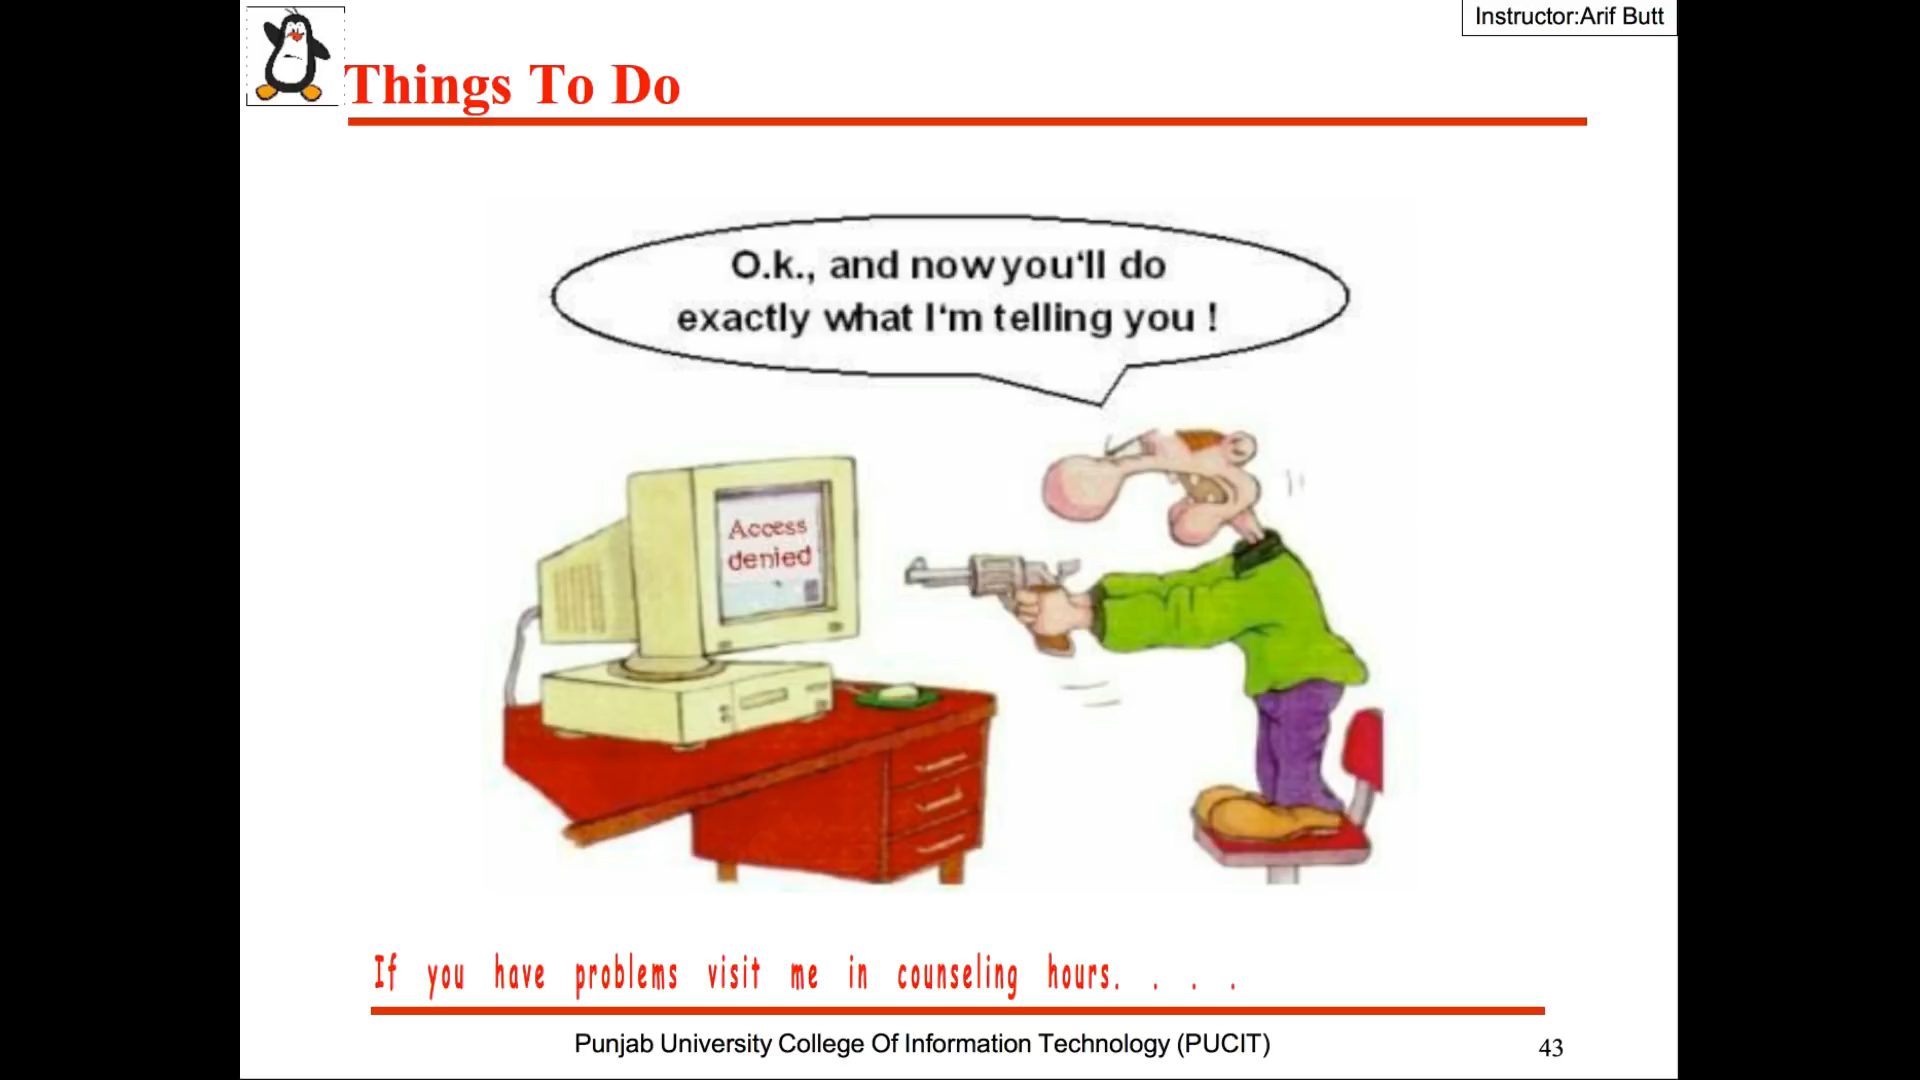 Instructor:Arif Butt
Things To Do
O.k., and now you'll do
exactly what I'm telling you !
Access
denied
If you have problems visit me in counseling hours. . . .
Punjab University College Of Information Technology (PUCIT)
43